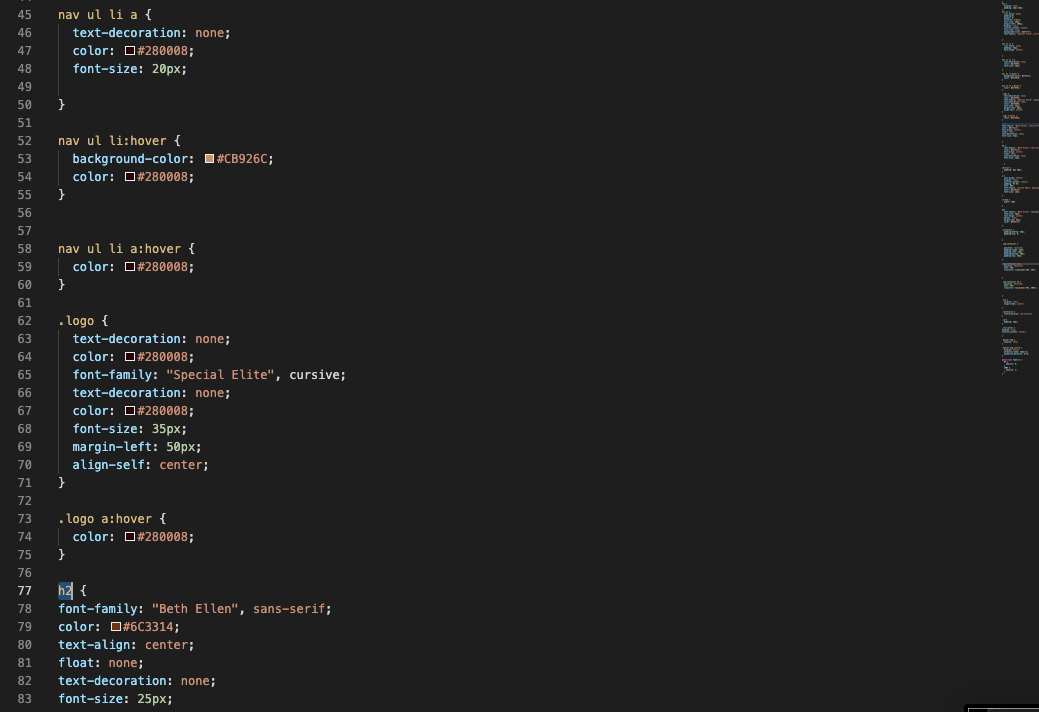 45 nav ul li a {
46 text-decoration: none;
47 color: #280008;
48 font-size: 20px;
49
50 }
51
52 nav ul li:hover {
53 background-color: #CB926C;
54 color: #280008;
55 }
56
57
58 nav ul li a:hover {
59 color: #280008;
60 }
61
62 .logo {
63 text-decoration: none;
64 color: #280008;
65 font-family: "Special Elite", cursive;
66 text-decoration: none;
67 color: #280008;
68 font-size: 35px;
69 margin-left: 50px;
70 align-self: center;
71 }
72
73 .logo a:hover {
74 color: #280008;
75 }
76
77 h2 {
78 font-family: "Beth Ellen", sans-serif;
79 color: #6C3314;
80 text-align: center;
81 float: none;
82 text-decoration: none;
83 font-size: 25px;